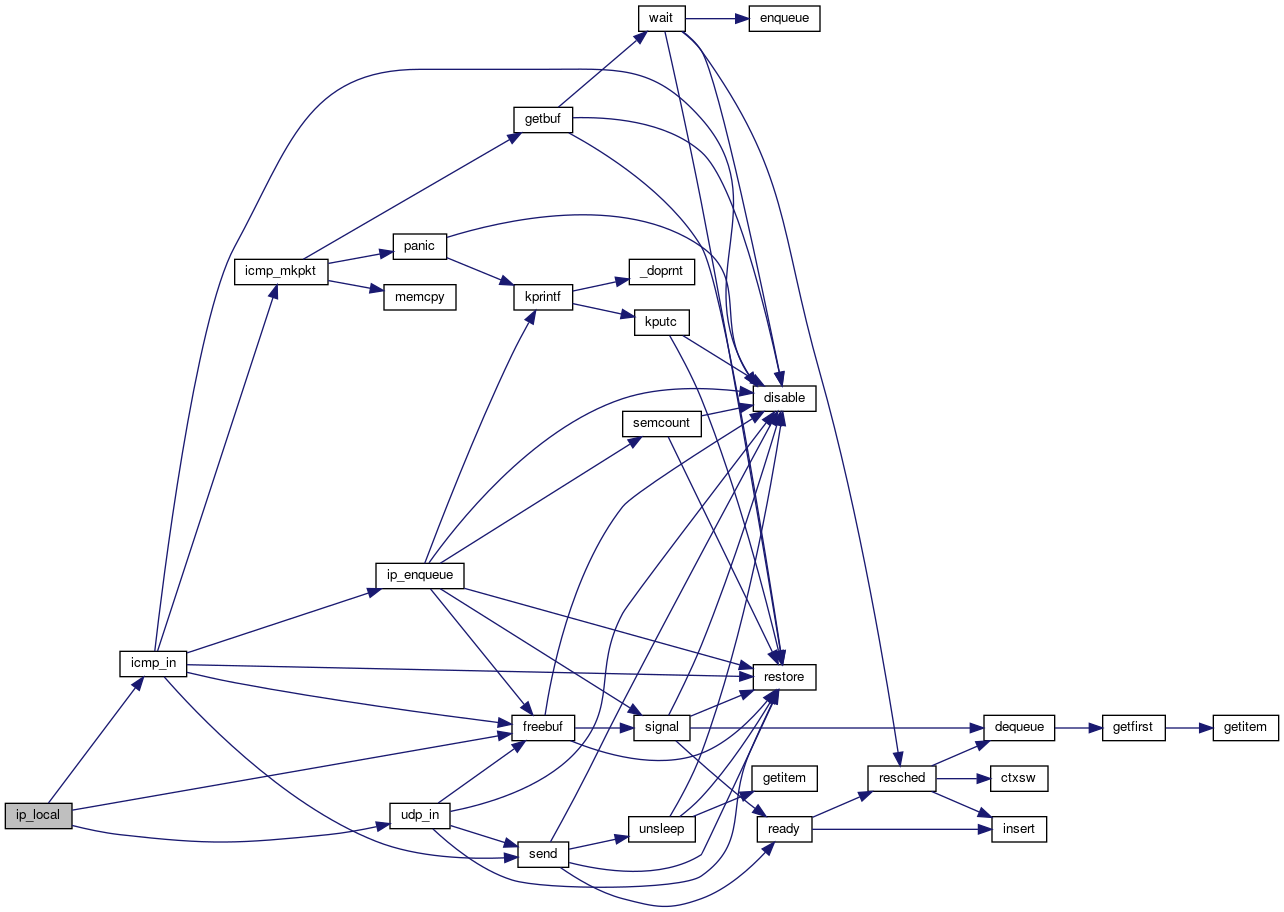 wait
enqueue
getbuf
panic
icmp_mkpkt
_doprnt
memcpy
kprintf
kputc
disable
semcount
ip_enqueue
icmp_in
restore
freebuf
signal
dequeue
getfirst
getitem
getitem
resched
ctxsw
ip_local
udp_in
unsleep
ready
insert
send